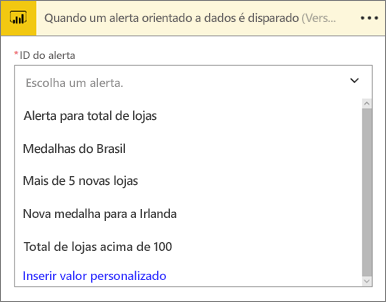 Quando um alerta orientado a dados é disparado (Vers...
*ID do alerta
Escolha um alerta.
Alerta para total de lojas
Medalhas do Brasil
Mais de 5 novas lojas
Nova medalha para a Irlanda
Total de lojas acima de 100
Inserir valor personalizado